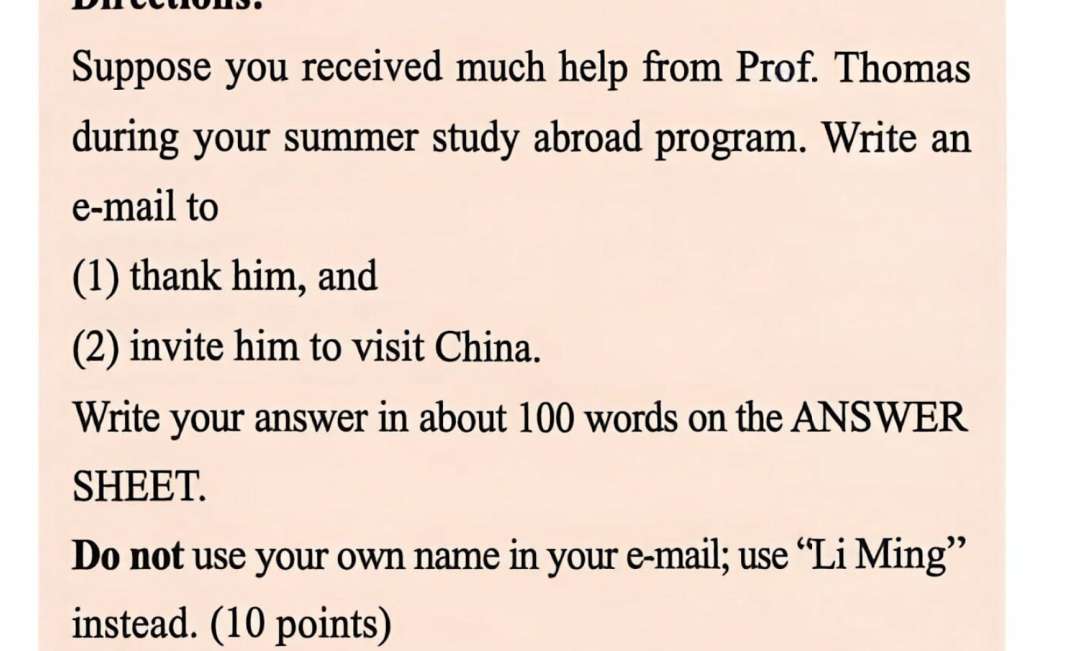 Directions:
Suppose you received much help from Prof. Thomas
during your summer study abroad program. Write an
e-mail to
(1) thank him, and
(2) invite him to visit China.
Write your answer in about 100 words on the ANSWER
SHEET.
Do not use your own name in your e-mail; use “Li Ming”
instead. (10 points)